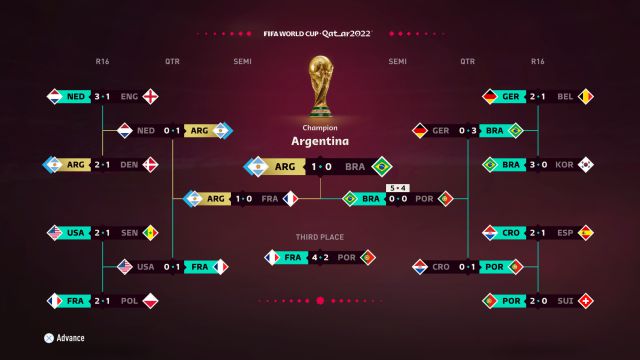 FIFA WORLD CUP · Qatar2022
R16 QTR SEMI SEMI QTR R16
NED 3·1 ENG
GER 2·1 BEL
Champion
NED 0·1 ARG
GER 0·3 BRA
Argentina
ARG 2·1 DEN
ARG 1·0 BRA
BRA 3·0 KOR
5·4
ARG 1·0 FRA
BRA 0·0 POR
USA 2·1 SEN
THIRD PLACE
CRO 2·1 ESP
FRA 4·2 POR
USA 0·1 FRA
CRO 0·1 POR
FRA 2·1 POL
POR 2·0 SUI
Advance